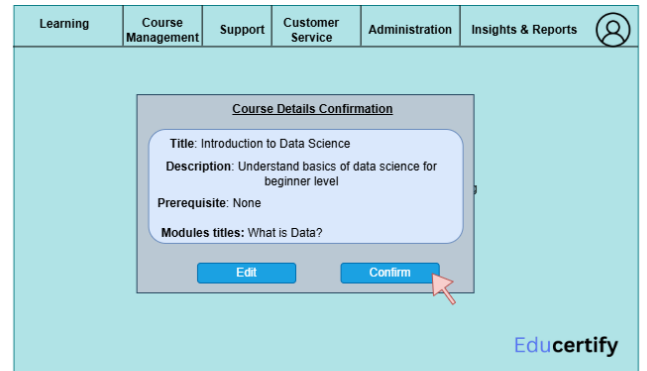 Learning
Course
Management
Support
Customer
Service
Administration
Insights & Reports
Course Details Confirmation
Title: Introduction to Data Science
Description: Understand basics of data science for
beginner level
Prerequisite: None
Modules titles: What is Data?
Edit
Confirm
Educertify